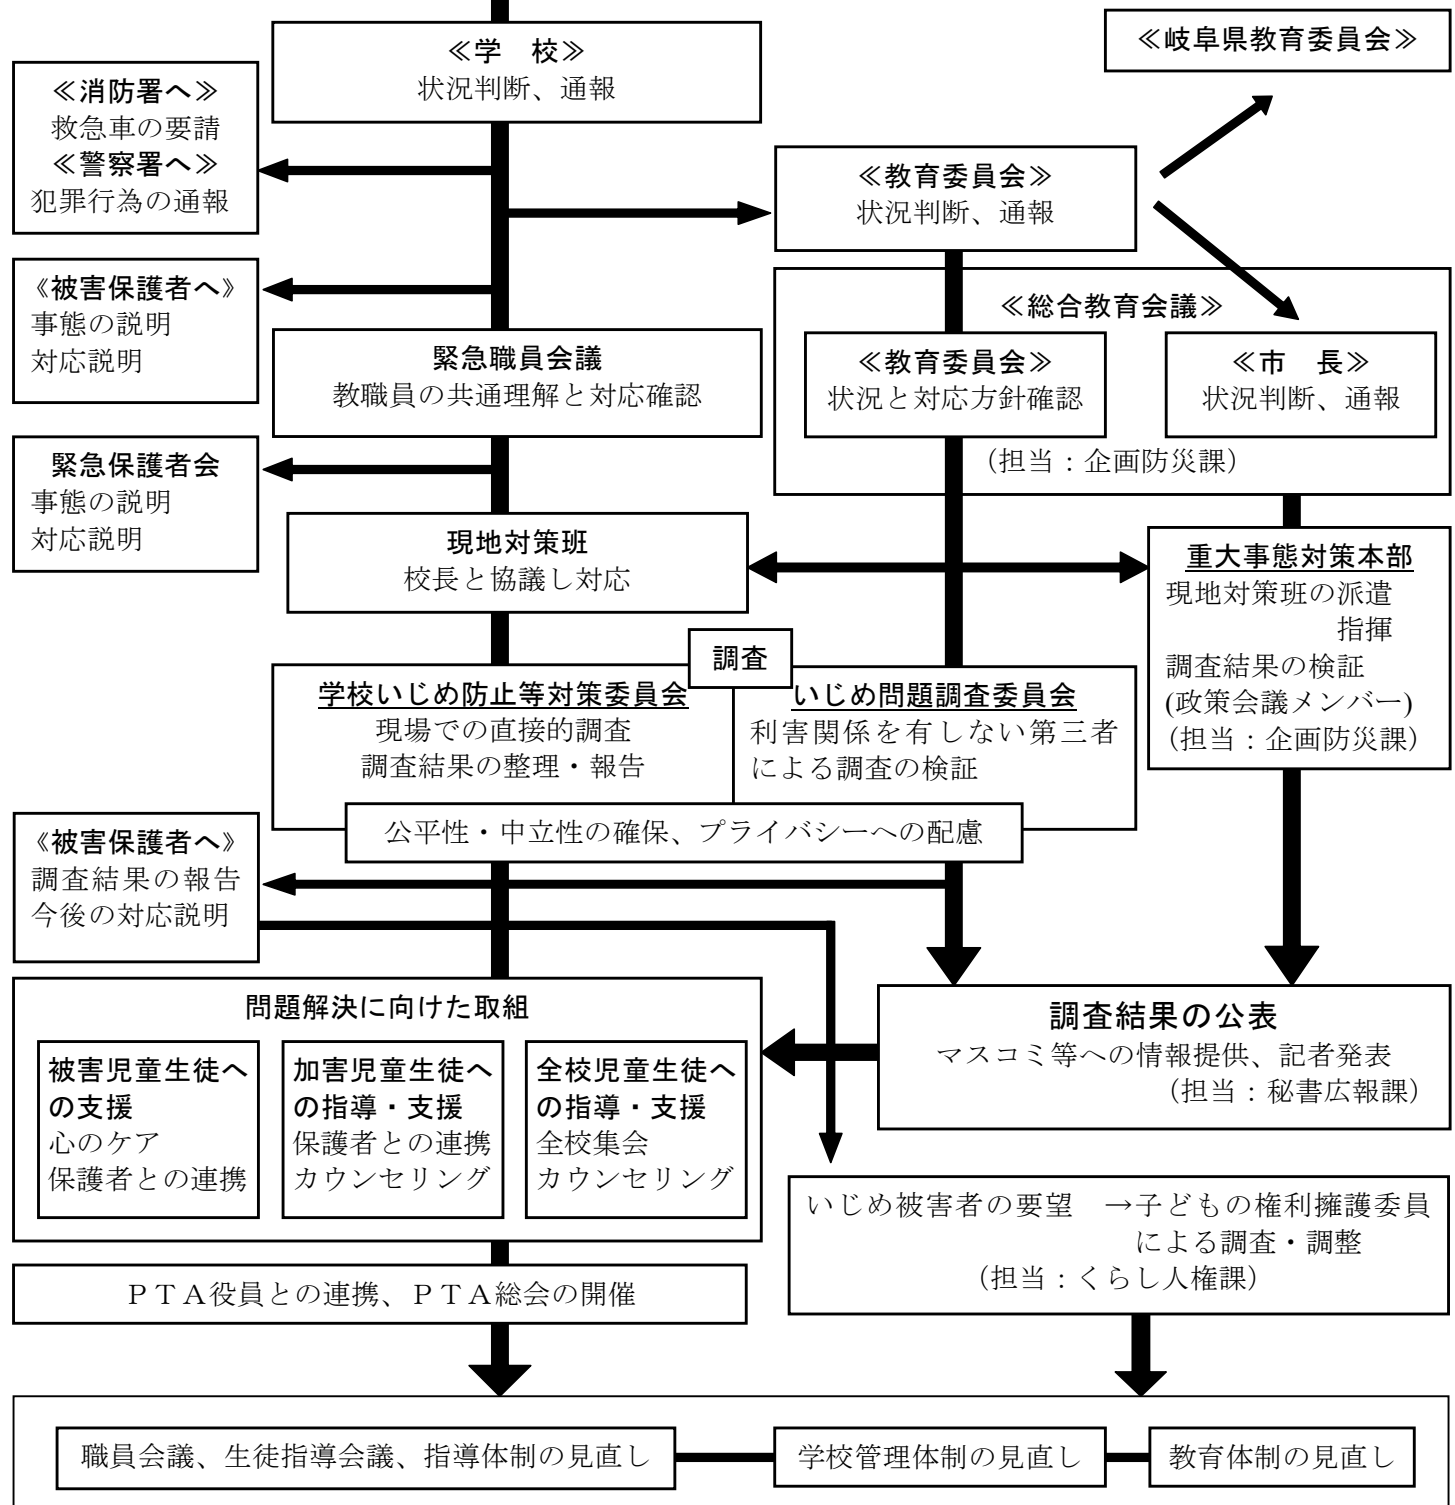 ≪学　校≫
状況判断、通報
≪岐阜県教育委員会≫
≪消防署へ≫
救急車の要請
≪警察署へ≫
犯罪行為の通報
≪教育委員会≫
状況判断、通報
《被害保護者へ》
事態の説明
対応説明
≪総合教育会議≫
緊急職員会議
教職員の共通理解と対応確認
≪教育委員会≫
状況と対応方針確認
≪市　長≫
状況判断、通報
（担当：企画防災課）
緊急保護者会
事態の説明
対応説明
現地対策班
校長と協議し対応
重大事態対策本部
現地対策班の派遣
指揮
調査結果の検証
(政策会議メンバー)
（担当：企画防災課）
調査
学校いじめ防止等対策委員会
現場での直接的調査
調査結果の整理・報告
いじめ問題調査委員会
利害関係を有しない第三者
による調査の検証
公平性・中立性の確保、プライバシーへの配慮
《被害保護者へ》
調査結果の報告
今後の対応説明
問題解決に向けた取組
被害児童生徒へ
の支援
心のケア
保護者との連携
加害児童生徒へ
の指導・支援
保護者との連携
カウンセリング
全校児童生徒へ
の指導・支援
全校集会
カウンセリング
調査結果の公表
マスコミ等への情報提供、記者発表
（担当：秘書広報課）
いじめ被害者の要望　→子どもの権利擁護委員
による調査・調整
（担当：くらし人権課）
ＰＴＡ役員との連携、ＰＴＡ総会の開催
職員会議、生徒指導会議、指導体制の見直し
学校管理体制の見直し
教育体制の見直し